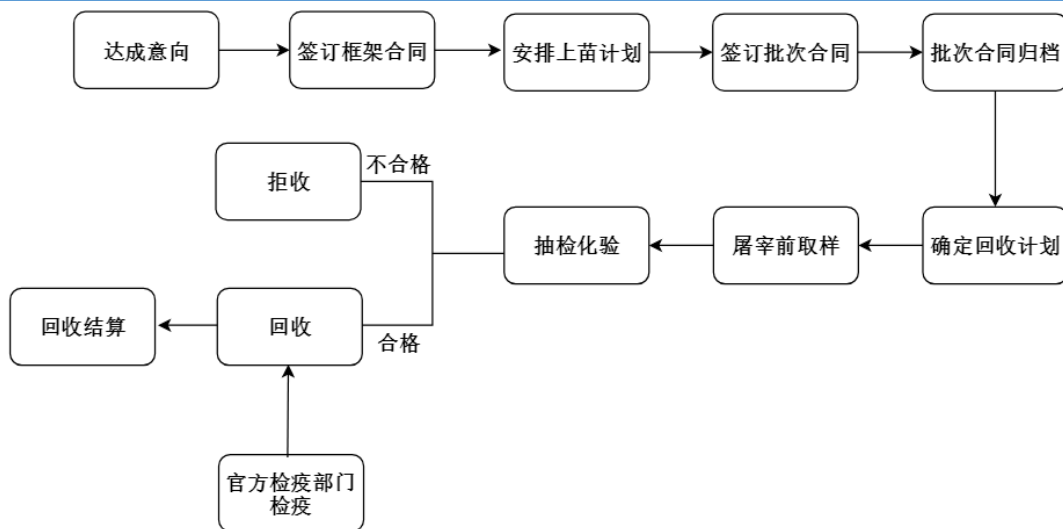 达成意向
签订框架合同
安排上苗计划
签订批次合同
批次合同归档
拒收
不合格
抽检化验
屠宰前取样
确定回收计划
回收结算
回收
合格
官方检疫部门
检疫